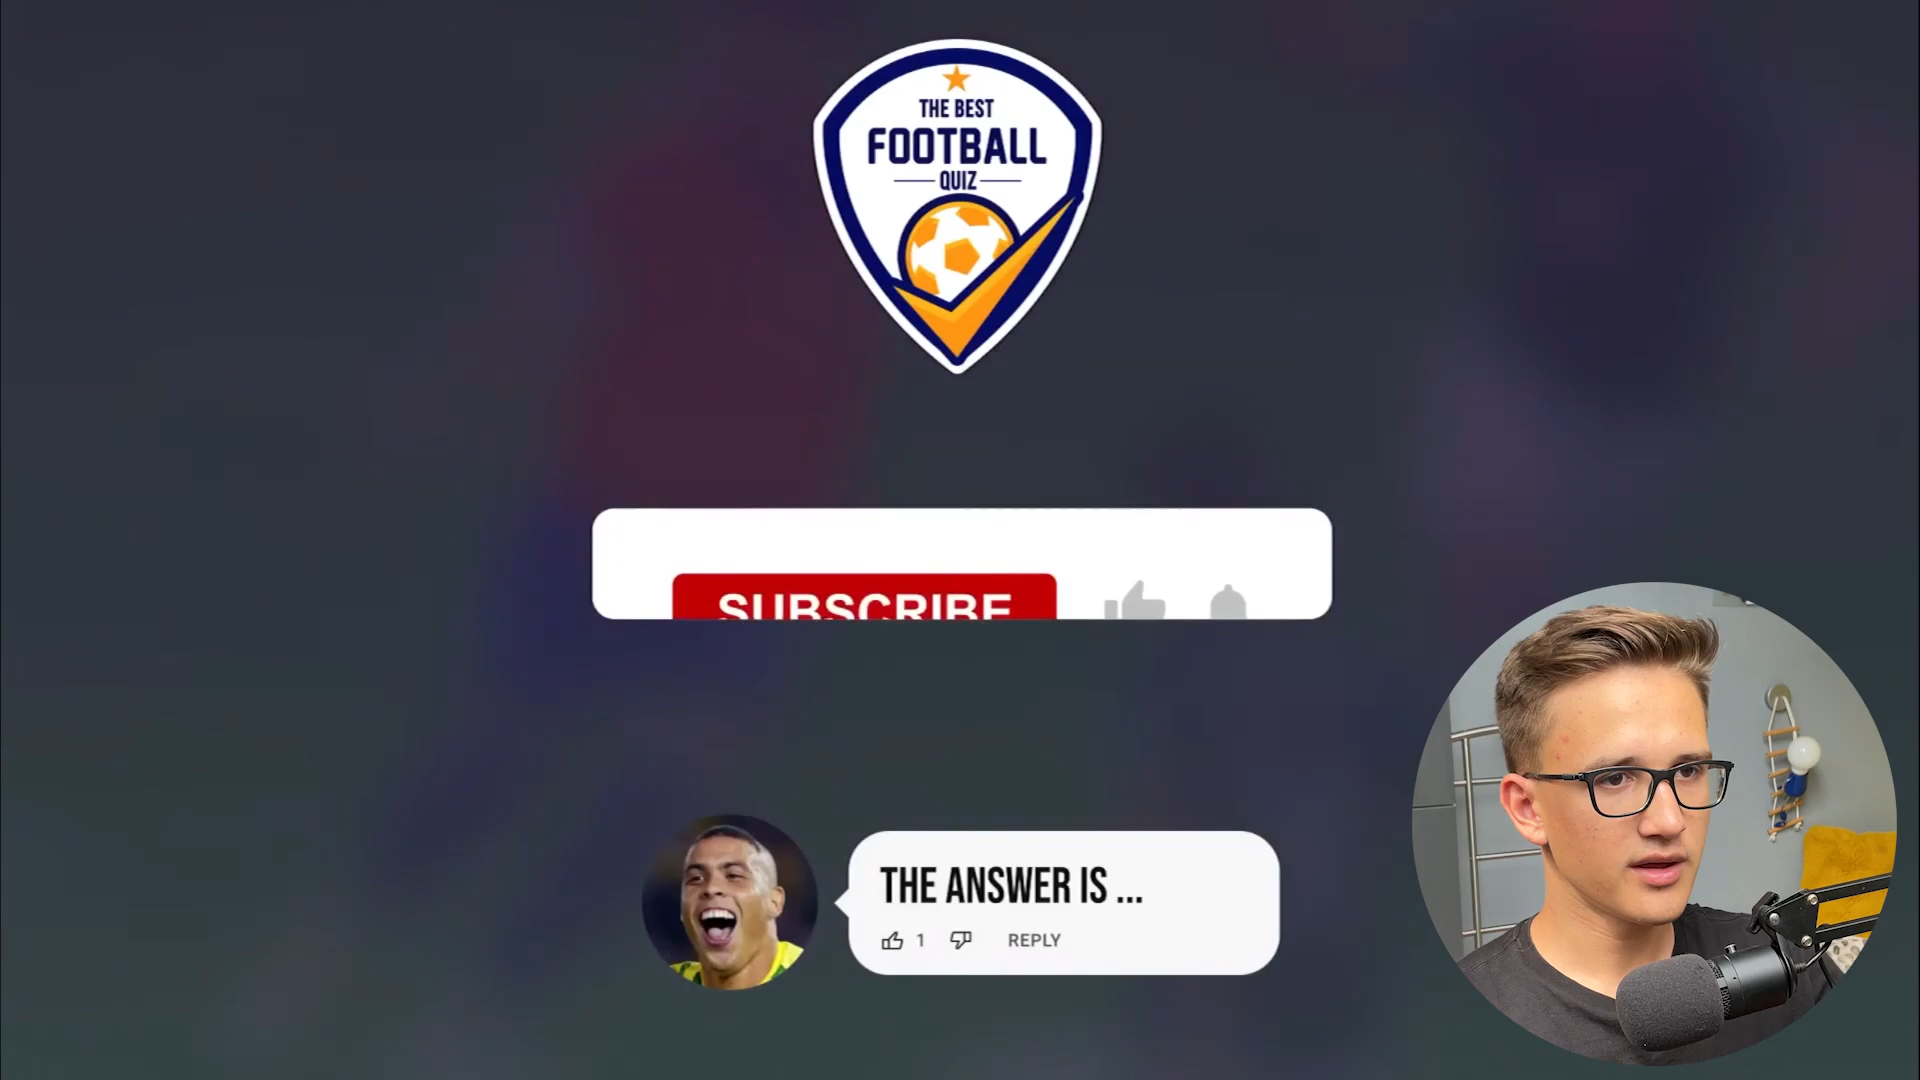 THE BEST
FOOTBALL
QUIZ
SUBSCRIBE
THE ANSWER IS ...
1
REPLY